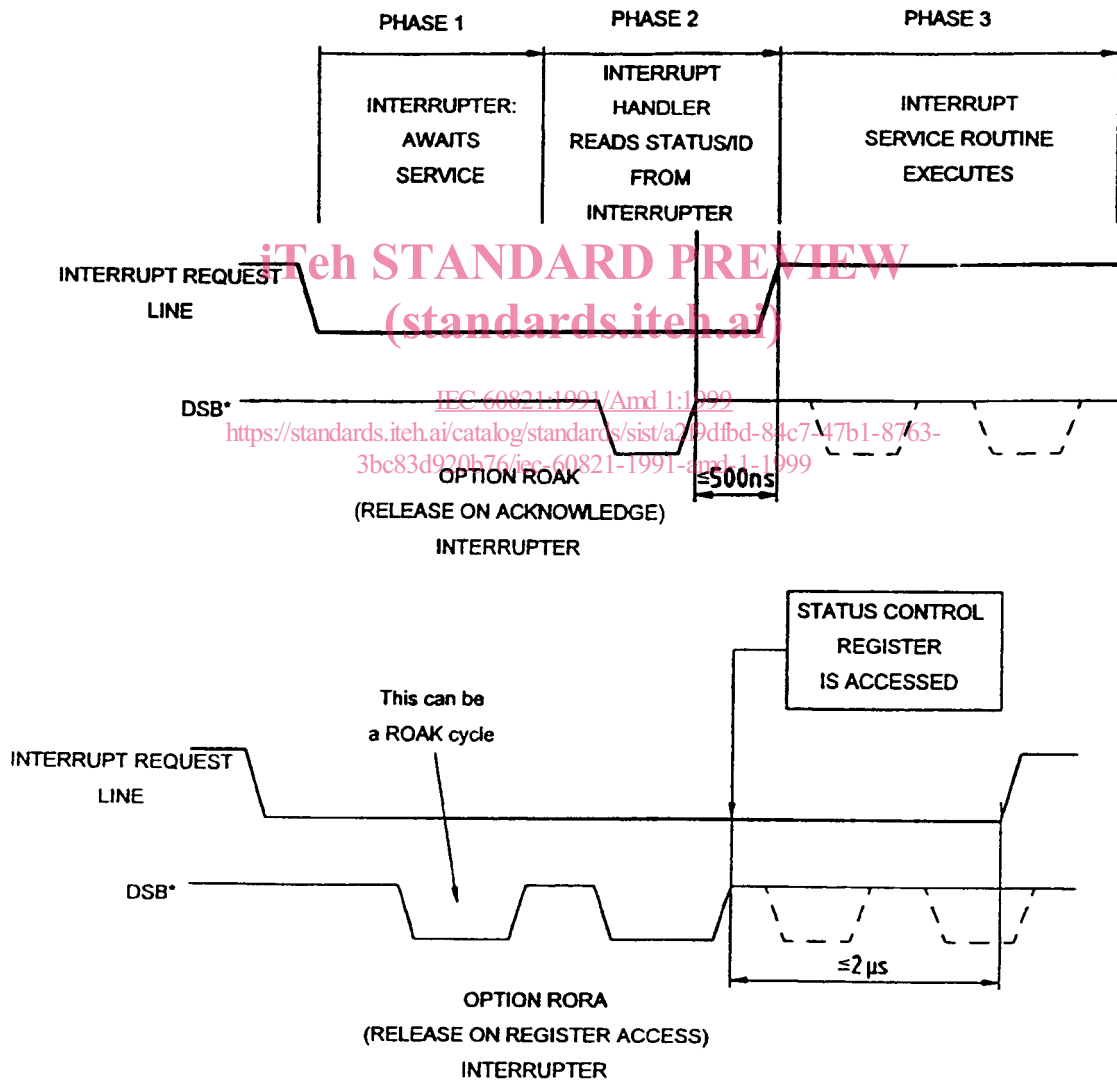 PHASE 1
PHASE 2
PHASE 3
INTERRUPTER:
AWAITS
SERVICE
INTERRUPT
HANDLER
READS STATUS/ID
FROM
INTERRUPTER
INTERRUPT
SERVICE ROUTINE
EXECUTES
iTeh STANDARD PREVIEW
(standards.iteh.ai)
INTERRUPT REQUEST
LINE
IEC 60821:1991/Amd 1:1999
DSB*
https://standards.iteh.ai/catalog/standards/sist/a2f9dfbd-84c7-47b1-8763-
3bc83d920b76/iec-60821-1991-amd-1-1999
≤500ns
OPTION ROAK
(RELEASE ON ACKNOWLEDGE)
INTERRUPTER
STATUS CONTROL
REGISTER
IS ACCESSED
This can be
a ROAK cycle
INTERRUPT REQUEST
LINE
DSB*
≤2 µs
OPTION RORA
(RELEASE ON REGISTER ACCESS)
INTERRUPTER